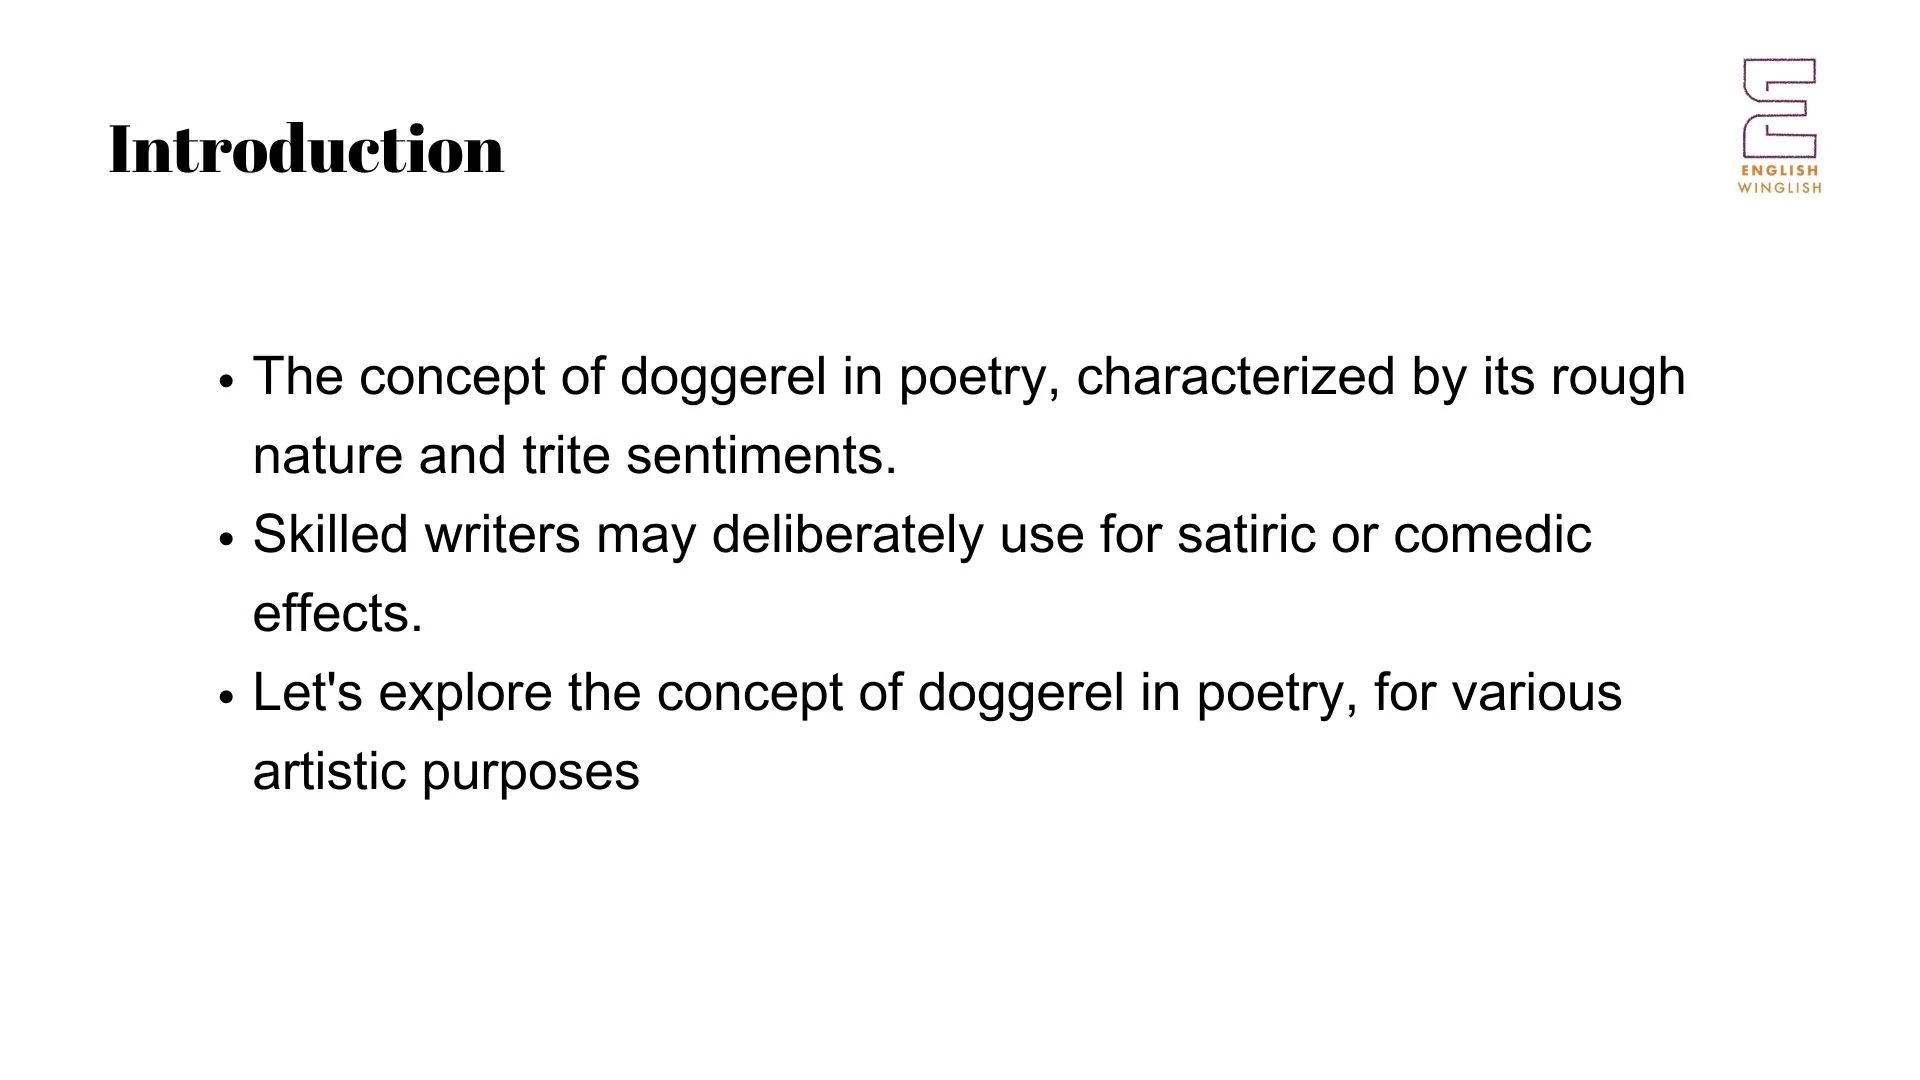 Introduction
ENGLISH
WINGLISH
• The concept of doggerel in poetry, characterized by its rough
nature and trite sentiments.
• Skilled writers may deliberately use for satiric or comedic
effects.
• Let's explore the concept of doggerel in poetry, for various
artistic purposes